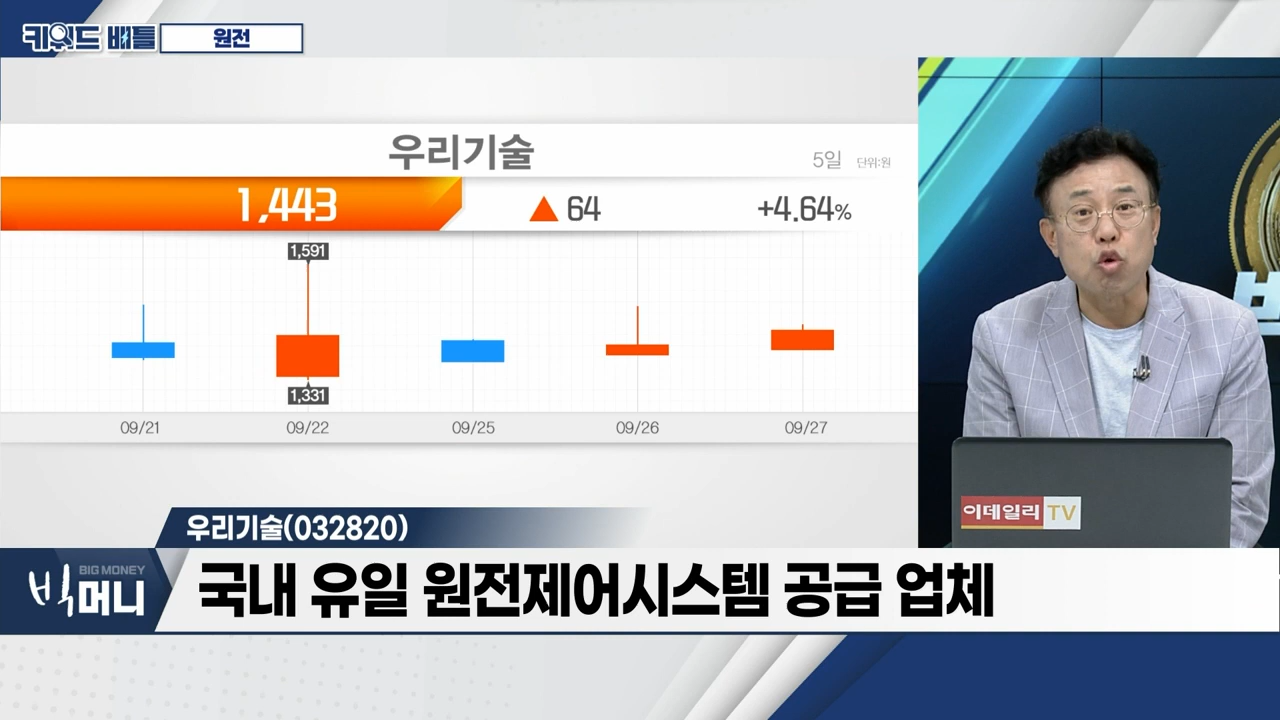 키워드 배틀
원전
우리기술
5일 단위:원
1,443 ▲ 64 +4.64%
1,591
1,331
09/21 09/22 09/25 09/26 09/27
이데일리 TV
우리기술(032820)
BIG MONEY
빅머니
국내 유일 원전제어시스템 공급 업체